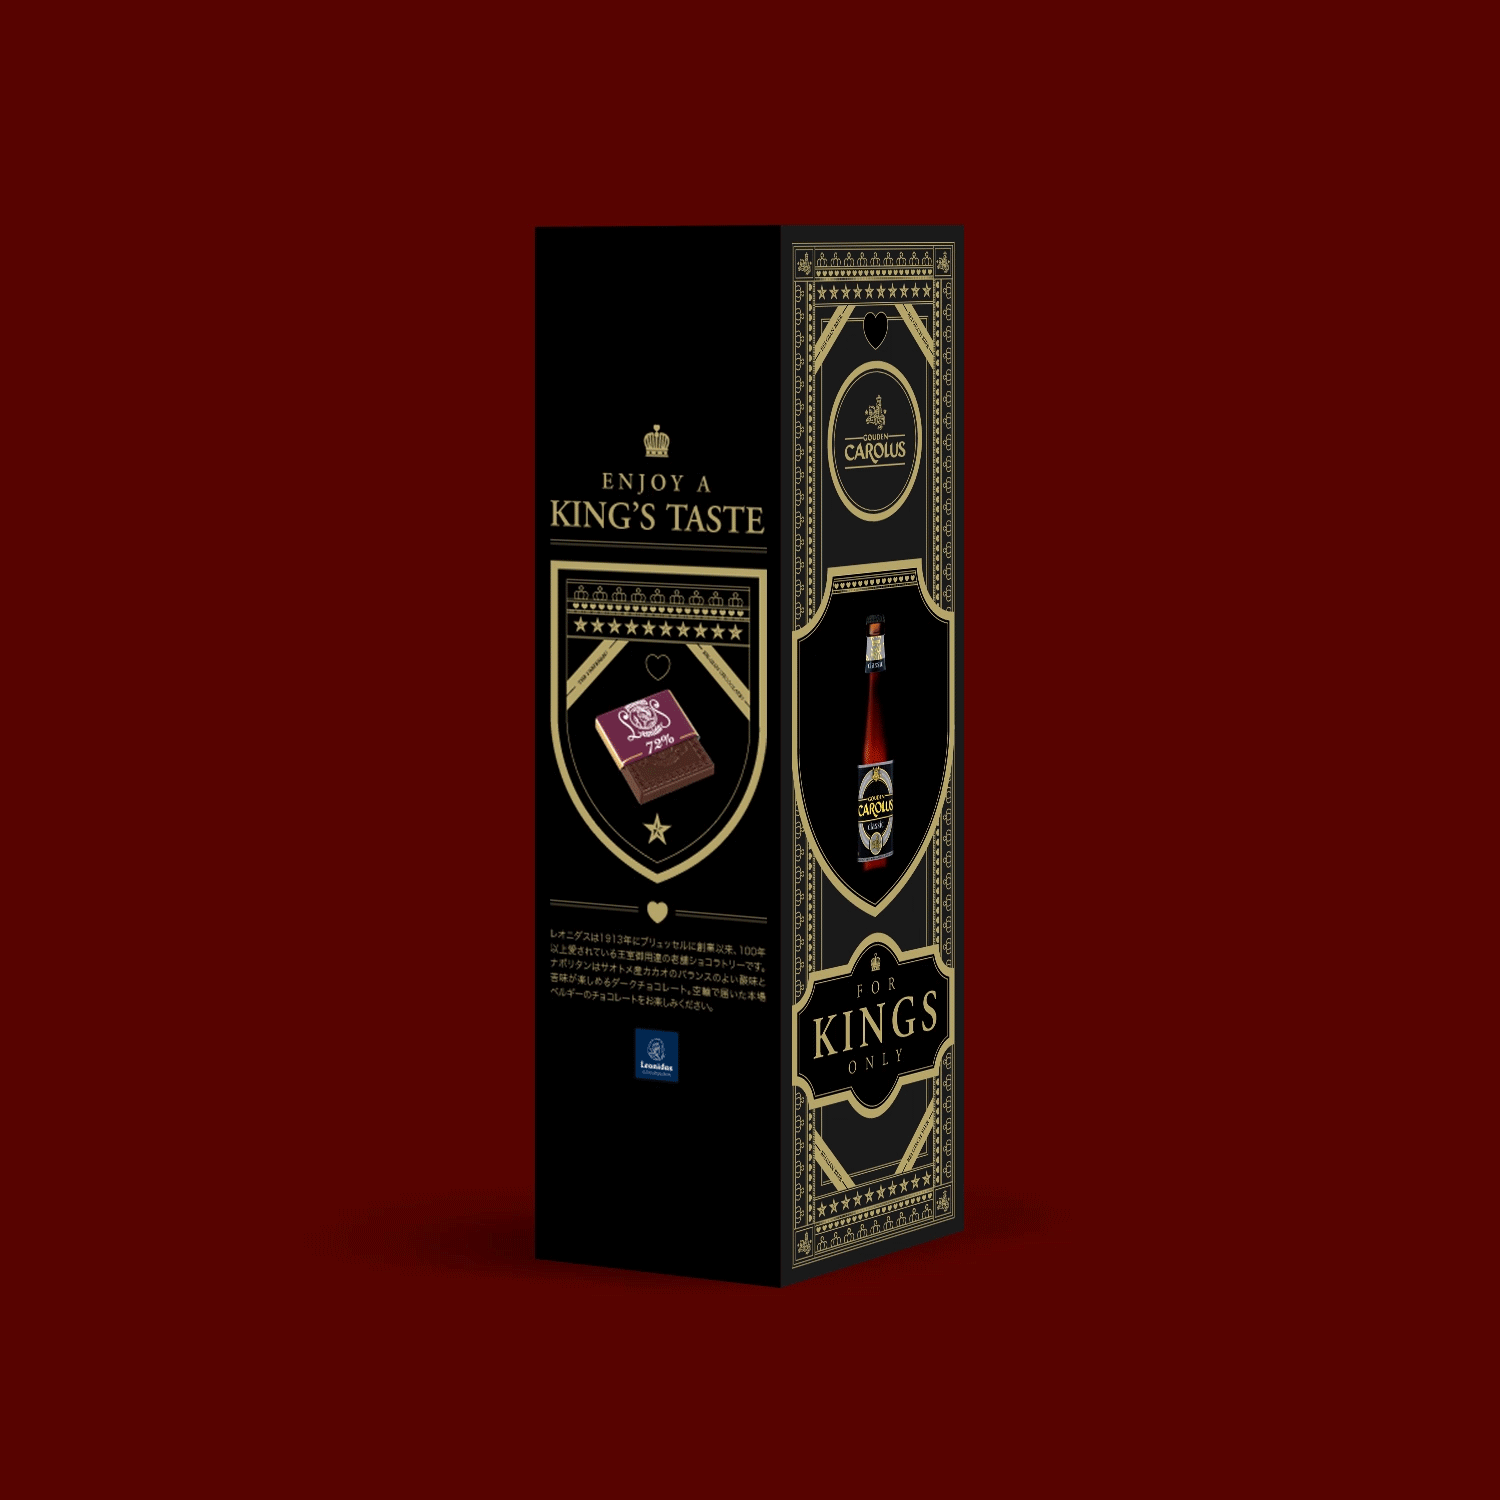 ENJOY A
KING'S TASTE
72%
レオニダスは1913年にブリュッセルに創業以来、100年
以上愛されている王室御用達の老舗ショコラトリーです。
ナポリタンはサオトメ産カカオのバランスのよい酸味と
苦味が楽しめるダークチョコレート。空輸で届いた本場
ベルギーのチョコレートをお楽しみください。
Leonidas
GOUDEN
CAROLUS
classic
GOUDEN
CAROLUS
classic
FOR
KINGS
ONLY